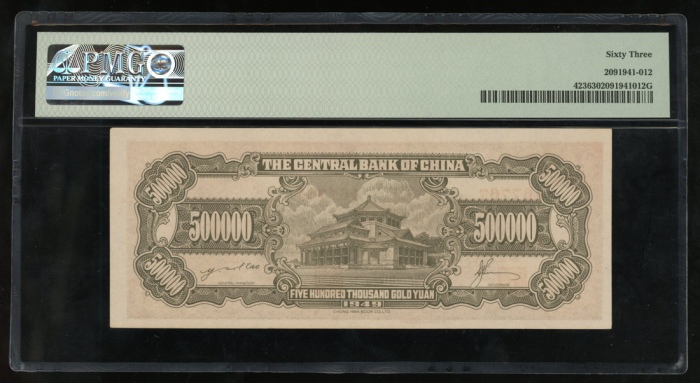 PMG
PAPER MONEY GUARANTY
Sixty Three
2091941-012
4236302091941012G
THE CENTRAL BANK OF CHINA
500000
500000
500000
500000
500000
500000
FIVE HUNDRED THOUSAND GOLD YUAN
1949